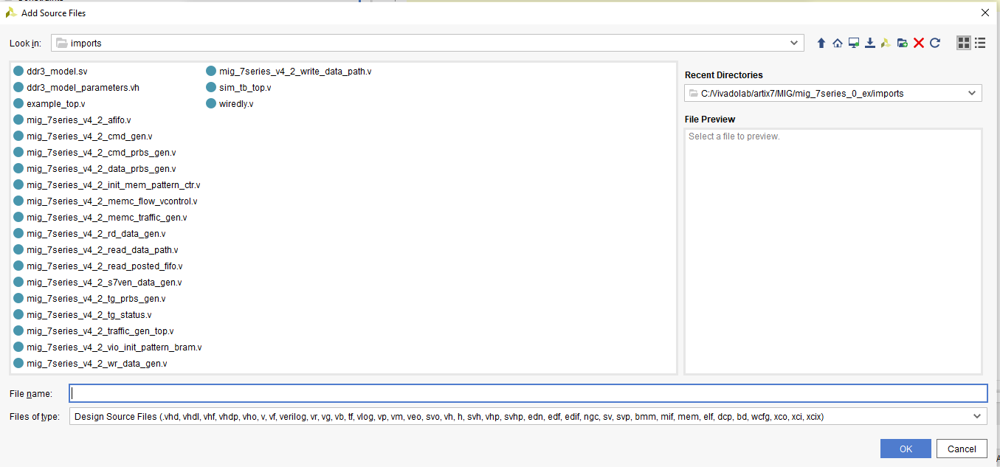 Add Source Files
Look in: imports
ddr3_model.sv
ddr3_model_parameters.vh
example_top.v
mig_7series_v4_2_afifo.v
mig_7series_v4_2_cmd_gen.v
mig_7series_v4_2_cmd_prbs_gen.v
mig_7series_v4_2_data_prbs_gen.v
mig_7series_v4_2_init_mem_pattern_ctr.v
mig_7series_v4_2_memc_flow_vcontrol.v
mig_7series_v4_2_memc_traffic_gen.v
mig_7series_v4_2_rd_data_gen.v
mig_7series_v4_2_read_data_path.v
mig_7series_v4_2_read_posted_fifo.v
mig_7series_v4_2_s7ven_data_gen.v
mig_7series_v4_2_tg_prbs_gen.v
mig_7series_v4_2_tg_status.v
mig_7series_v4_2_traffic_gen_top.v
mig_7series_v4_2_vio_init_pattern_bram.v
mig_7series_v4_2_wr_data_gen.v
mig_7series_v4_2_write_data_path.v
sim_tb_top.v
wiredly.v
Recent Directories
C:/Vivadolab/artix7/MIG/mig_7series_0_ex/imports
File Preview
Select a file to preview.
File name:
Files of type: Design Source Files (.vhd, vhdl, vhf, vhdp, vho, v, vf, verilog, vr, vg, vb, tf, vlog, vp, vm, veo, svo, vh, h, svh, vhp, svhp, edn, edf, edif, ngc, sv, svp, bmm, mif, mem, elf, dcp, bd, wcfg, xco, xci, xcix)
OK Cancel